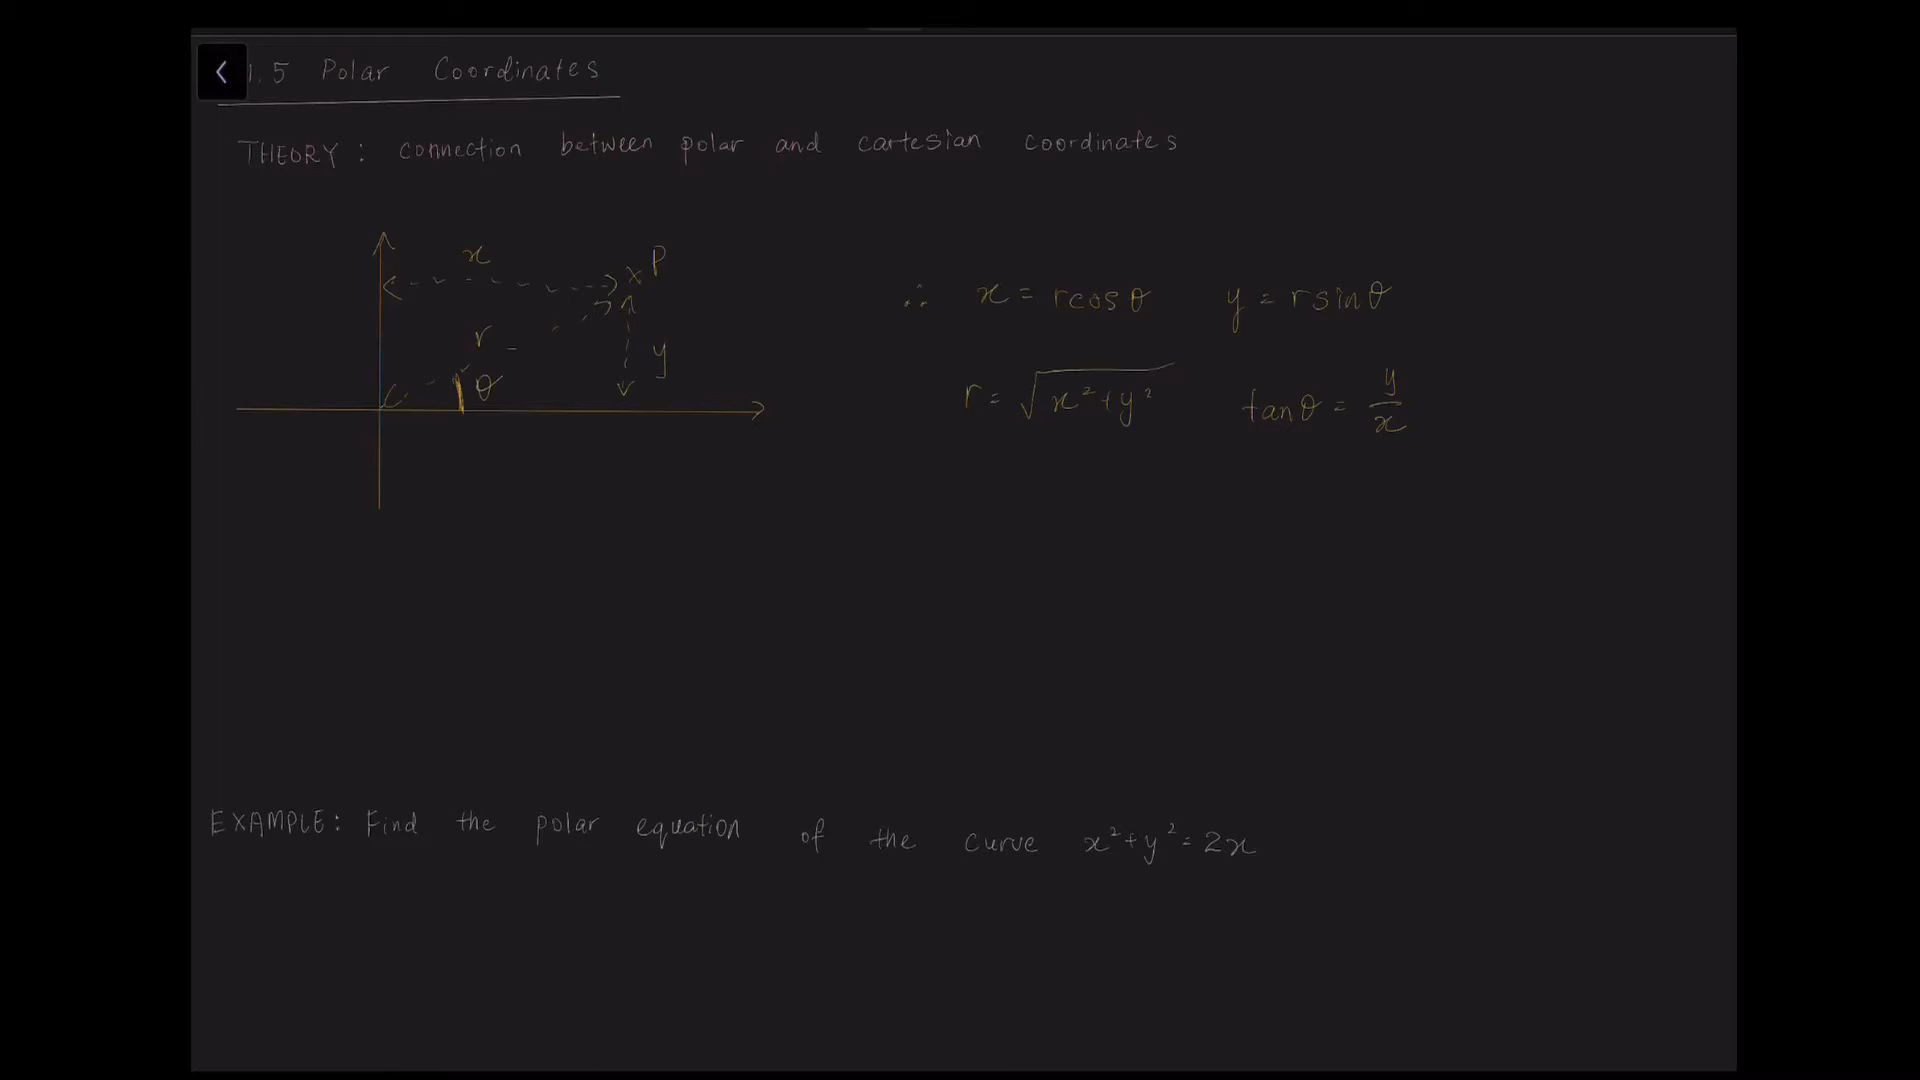 1.5 Polar Coordinates
THEORY: connection between polar and cartesian coordinates
x
P
r
y
θ
∴ x = rcosθ y = rsinθ
r = √x²+y² tanθ = y/x
EXAMPLE: Find the polar equation of the curve x²+y²=2x